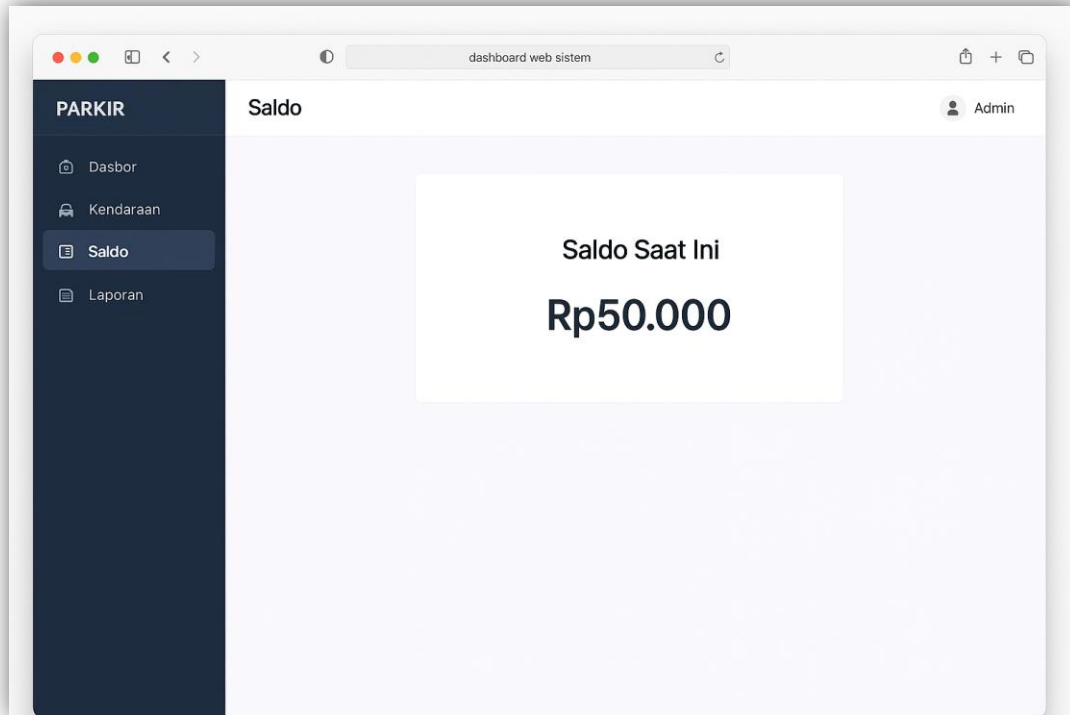 dashboard web sistem
PARKIR
Saldo
Admin
Dasbor
Kendaraan
Saldo
Laporan
Saldo Saat Ini
Rp50.000